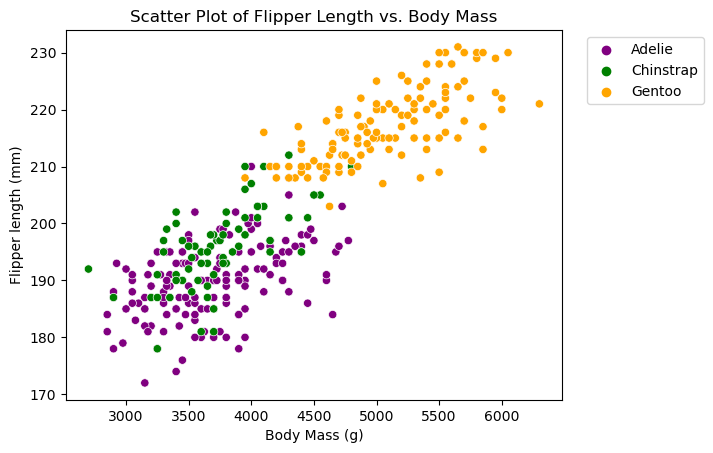 Scatter Plot of Flipper Length vs. Body Mass
230
220
210
200
190
180
170
Flipper length (mm)
3000 3500 4000 4500 5000 5500 6000
Body Mass (g)
Adelie
Chinstrap
Gentoo